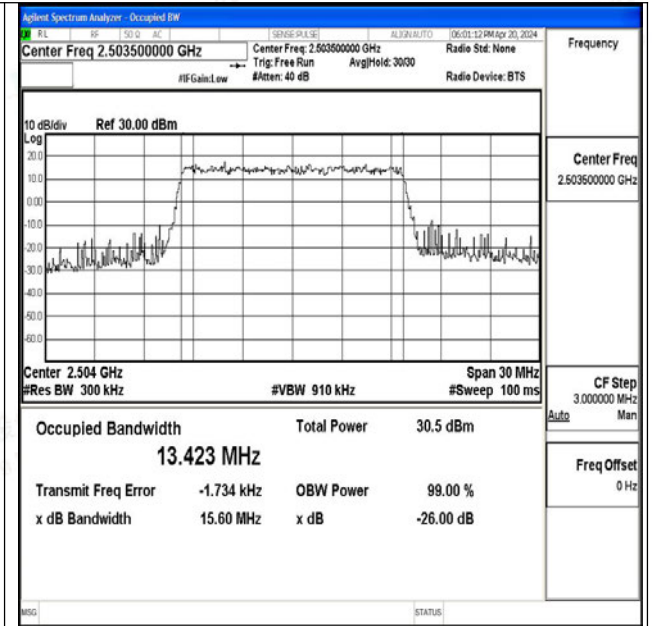 Agilent Spectrum Analyzer - Occupied BW
RL RF 50 Ω AC SENSE:PULSE ALIGN AUTO 06:01:12 PM Apr 20, 2024
Center Freq 2.503500000 GHz Center Freq: 2.503500000 GHz Radio Std: None Frequency
Trig: Free Run Avg|Hold: 30/30
#IFGain:Low #Atten: 40 dB Radio Device: BTS
10 dB/div Ref 30.00 dBm
Log
20.0
10.0
0.00
-10.0
-20.0
-30.0
-40.0
-50.0
-60.0
Center Freq
2.503500000 GHz
Center 2.504 GHz Span 30 MHz
#Res BW 300 kHz #VBW 910 kHz #Sweep 100 ms
CF Step
3.000000 MHz
Auto Man
Occupied Bandwidth Total Power 30.5 dBm
13.423 MHz
Freq Offset
0 Hz
Transmit Freq Error -1.734 kHz OBW Power 99.00 %
x dB Bandwidth 15.60 MHz x dB -26.00 dB
MSG STATUS